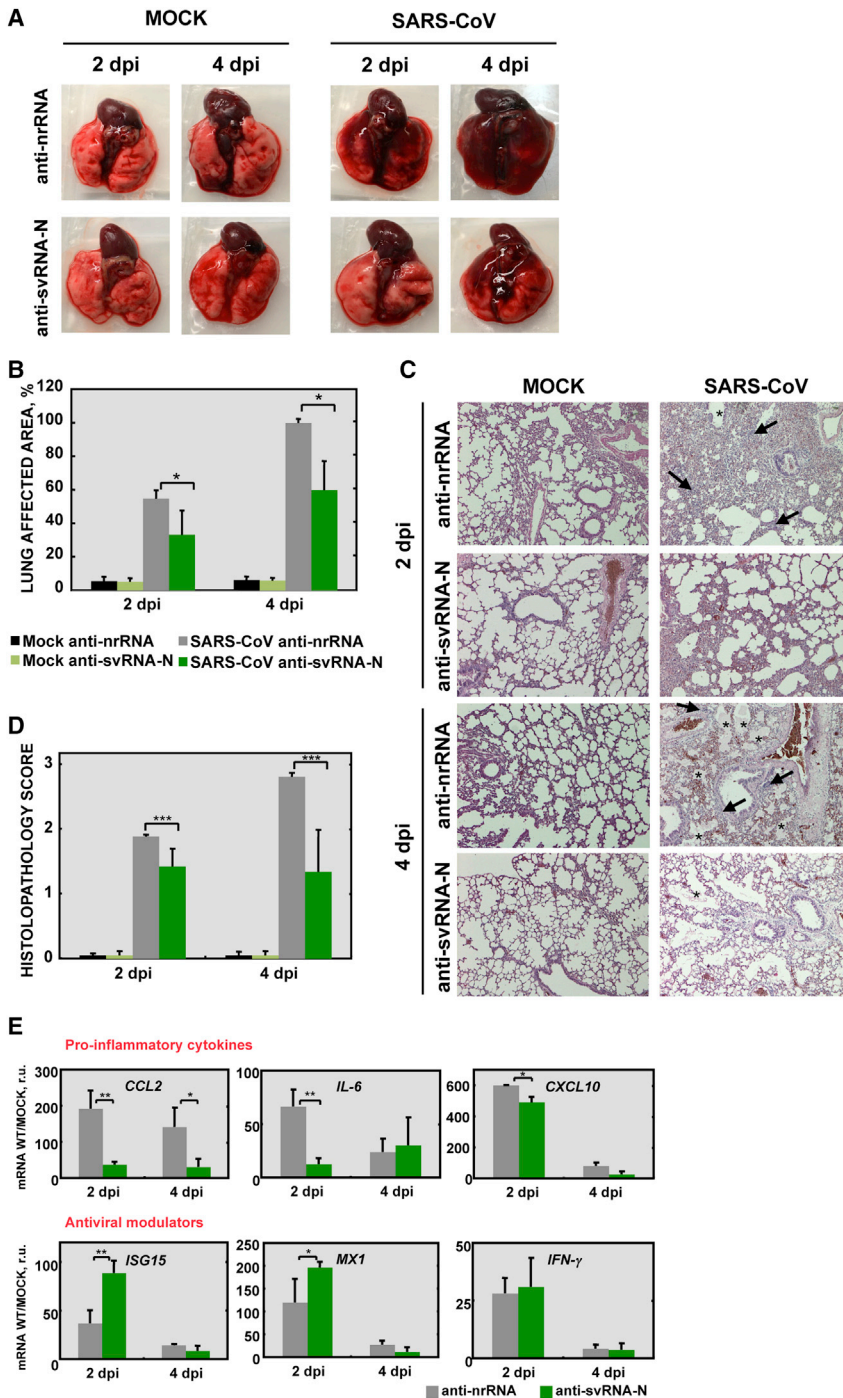 A
MOCK
SARS-CoV
2 dpi
4 dpi
2 dpi
4 dpi
anti-nrRNA
anti-svRNA-N
B
LUNG AFFECTED AREA, %
120
100
80
60
40
20
0
*
*
2 dpi
4 dpi
Mock anti-nrRNA
SARS-CoV anti-nrRNA
Mock anti-svRNA-N
SARS-CoV anti-svRNA-N
C
MOCK
SARS-CoV
2 dpi
anti-nrRNA
*
anti-svRNA-N
4 dpi
anti-nrRNA
* * * * * *
anti-svRNA-N
*
D
HISTOLOPATHOLOGY SCORE
3
2
1
0
***
***
2 dpi
4 dpi
E
Pro-inflammatory cytokines
mRNA WT/MOCK, r.u.
CCL2
300
200
100
0
**
*
2 dpi
4 dpi
IL-6
100
50
0
**
2 dpi
4 dpi
CXCL10
600
400
200
0
*
2 dpi
4 dpi
Antiviral modulators
mRNA WT/MOCK, r.u.
ISG15
100
50
0
**
2 dpi
4 dpi
MX1
250
200
150
100
50
0
*
2 dpi
4 dpi
IFN-γ
50
25
0
2 dpi
4 dpi
anti-nrRNA
anti-svRNA-N